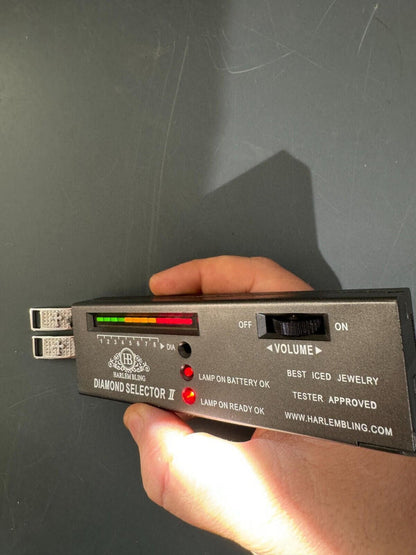 OFF ON
◄VOLUME►
1 2 3 4 5 6 7 8 ► DIA
HB
HARLEM BLING
DIAMOND SELECTOR II
LAMP ON BATTERY OK
LAMP ON READY OK
BEST ICED JEWELRY
TESTER APPROVED
WWW.HARLEMBLING.COM